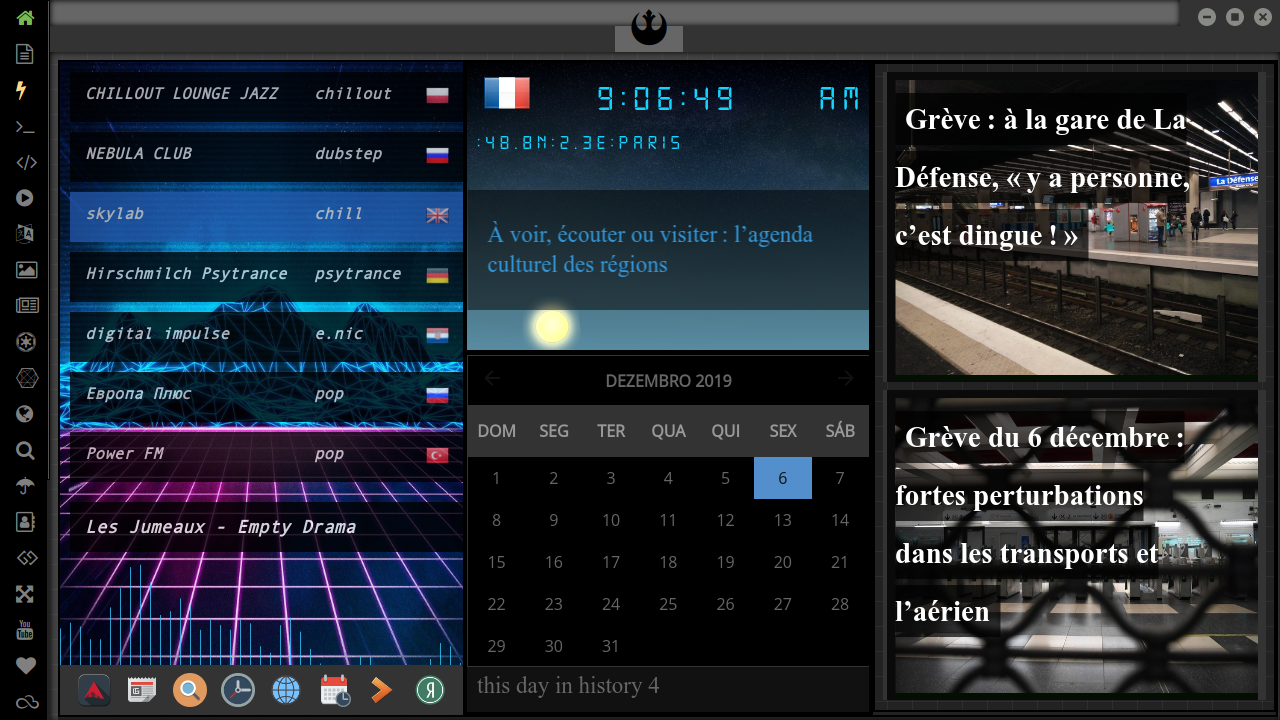 CHILLOUT LOUNGE JAZZ chillout
NEBULA CLUB dubstep
skylab chill
Hirschmilch Psytrance psytrance
digital impulse e.nic
Европа Плюс pop
Power FM pop
Les Jumeaux - Empty Drama
9:06:49 AM
:48.8N:2.3E:PARIS
À voir, écouter ou visiter : l’agenda
culturel des régions
DEZEMBRO 2019
DOM SEG TER QUA QUI SEX SÁB
1 2 3 4 5 6 7
8 9 10 11 12 13 14
15 16 17 18 19 20 21
22 23 24 25 26 27 28
29 30 31
this day in history 4
Grève : à la gare de La
Défense, « y a personne,
c’est dingue ! »
La Défense
Grève du 6 décembre :
fortes perturbations
dans les transports et
l’aérien
You
Tube
Я